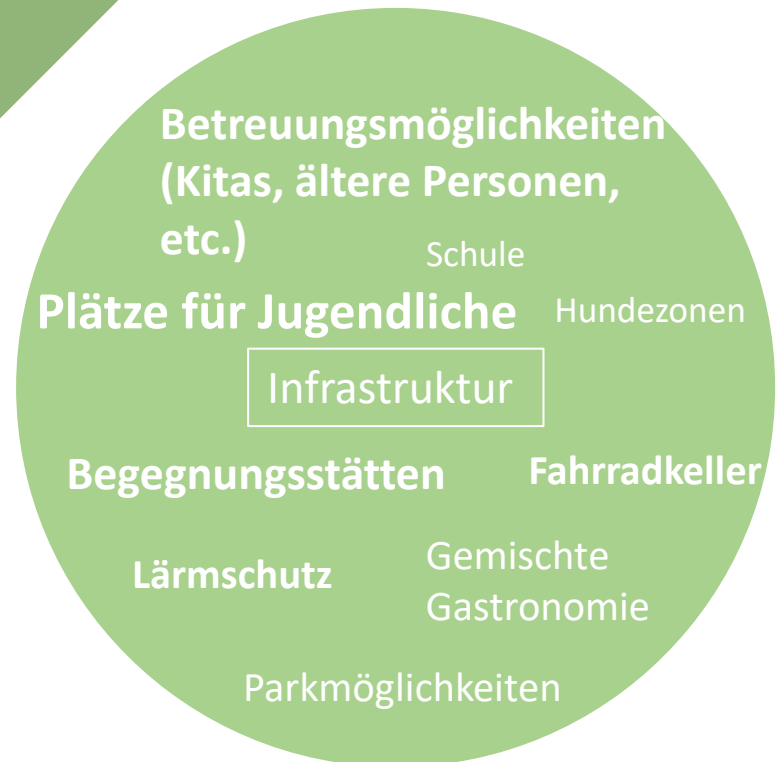 Betreuungsmöglichkeiten
(Kitas, ältere Personen,
etc.)
Schule
Plätze für Jugendliche
Hundezonen
Infrastruktur
Begegnungsstätten
Fahrradkeller
Lärmschutz
Gemischte
Gastronomie
Parkmöglichkeiten